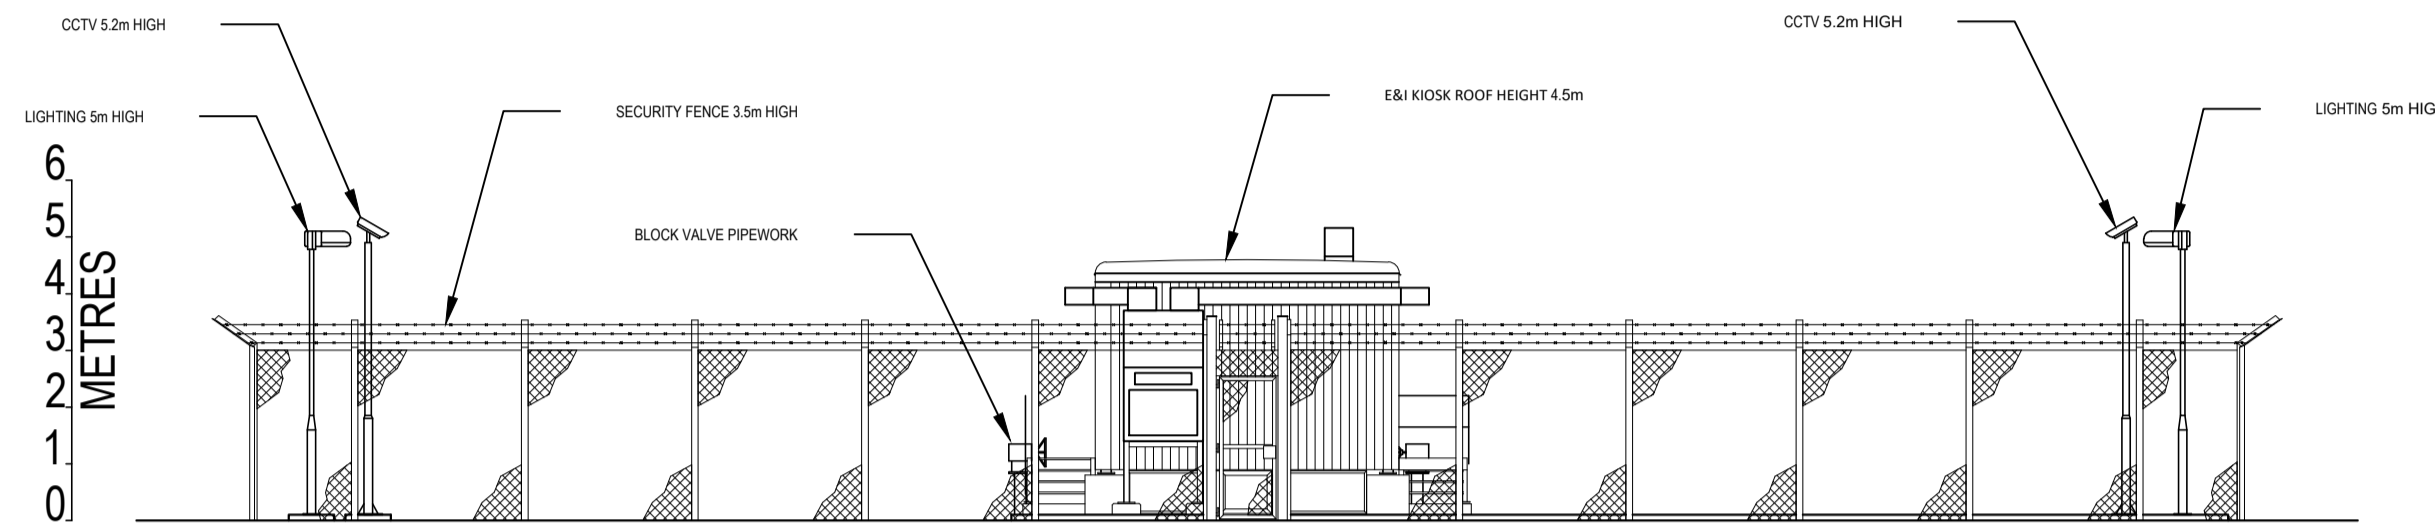 CCTV 5.2m HIGH
CCTV 5.2m HIGH
E&I KIOSK ROOF HEIGHT 4.5m
LIGHTING 5m HIGH
SECURITY FENCE 3.5m HIGH
LIGHTING 5m HIG
BLOCK VALVE PIPEWORK
6
5
4
3
2
1
0
METRES